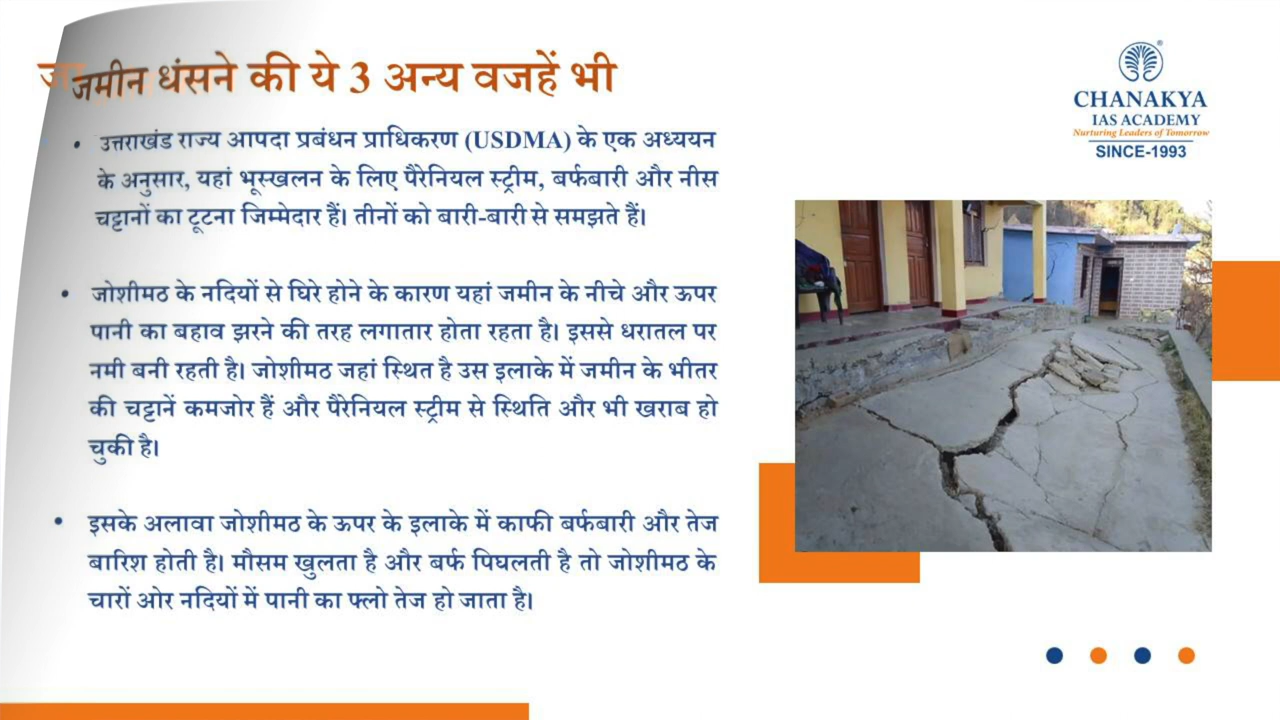 जमीन धंसने की ये 3 अन्य वजहें भी
CHANAKYA
IAS ACADEMY
Nurturing Leaders of Tomorrow
SINCE-1993
• उत्तराखंड राज्य आपदा प्रबंधन प्राधिकरण (USDMA) के एक अध्ययन
के अनुसार, यहां भूस्खलन के लिए पैरेनियल स्ट्रीम, बर्फबारी और नीस
चट्टानों का टूटना जिम्मेदार हैं। तीनों को बारी-बारी से समझते हैं।
• जोशीमठ के नदियों से घिरे होने के कारण यहां जमीन के नीचे और ऊपर
पानी का बहाव झरने की तरह लगातार होता रहता है। इससे धरातल पर
नमी बनी रहती है। जोशीमठ जहां स्थित है उस इलाके में जमीन के भीतर
की चट्टानें कमजोर हैं और पैरेनियल स्ट्रीम से स्थिति और भी खराब हो
चुकी है।
• इसके अलावा जोशीमठ के ऊपर के इलाके में काफी बर्फबारी और तेज
बारिश होती है। मौसम खुलता है और बर्फ पिघलती है तो जोशीमठ के
चारों ओर नदियों में पानी का फ्लो तेज हो जाता है।